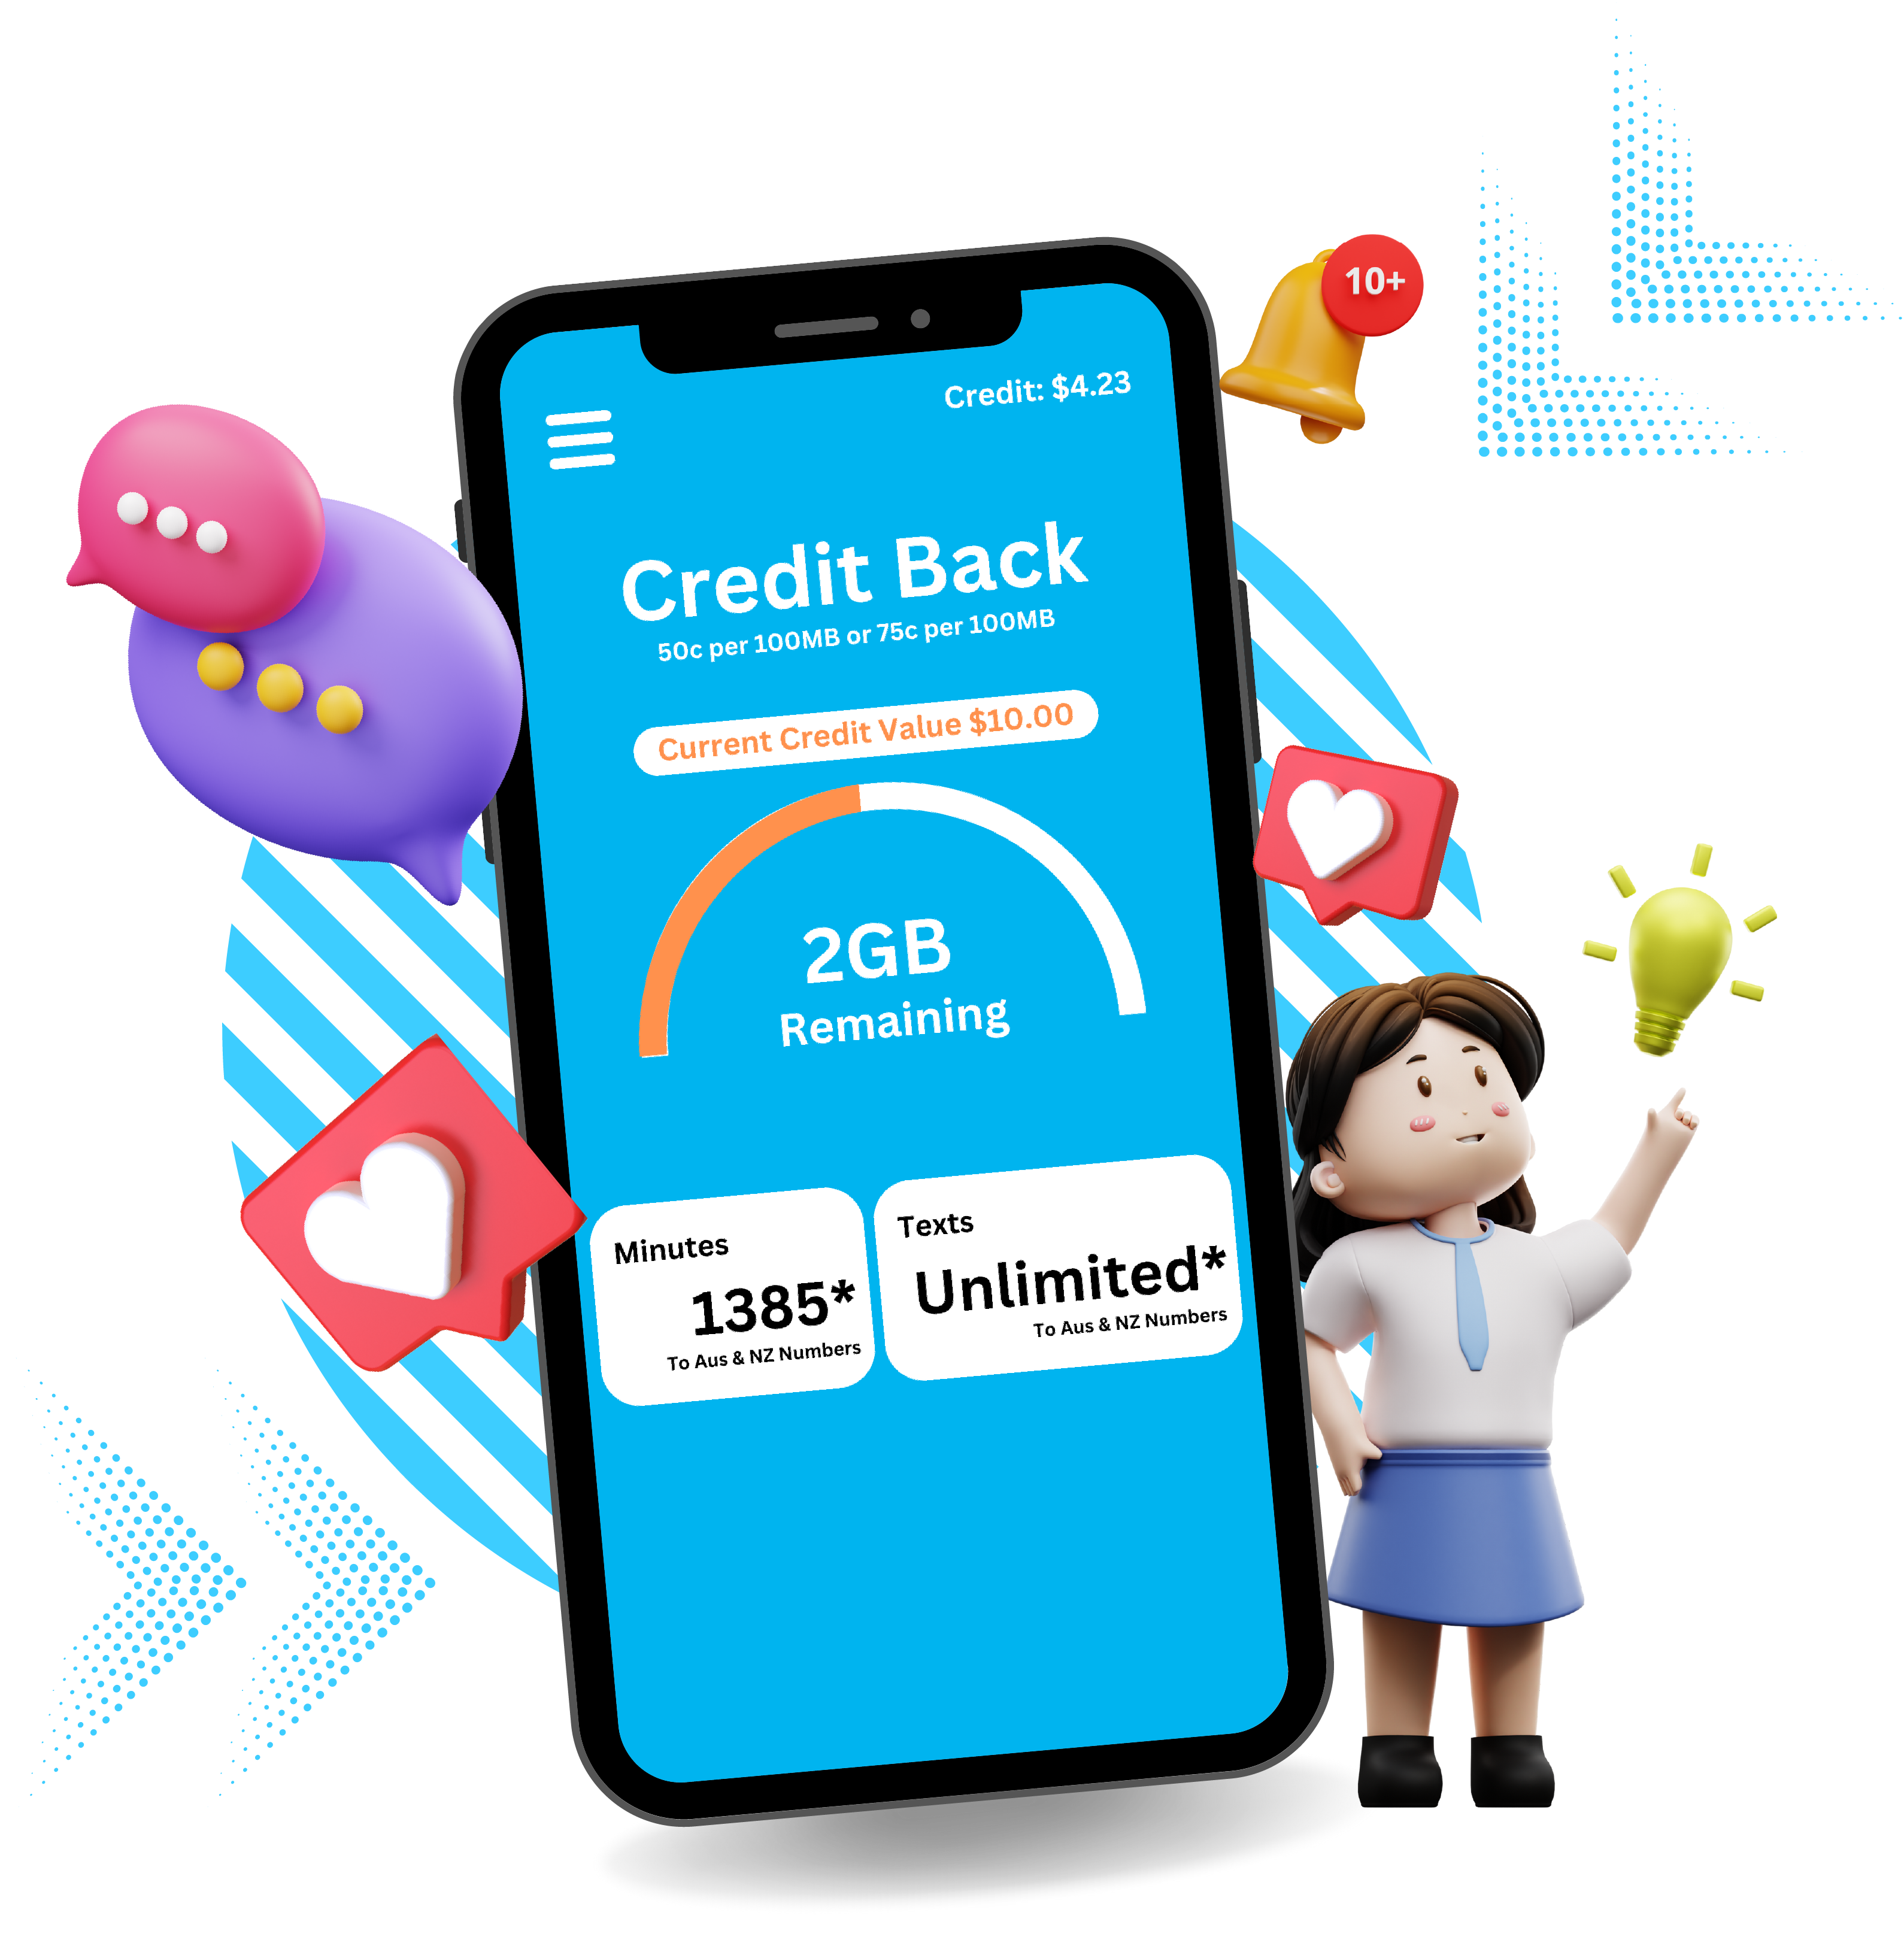 10+
Credit: $4.23
Credit Back
50c per 100MB or 75c per 100MB
Current Credit Value $10.00
2GB
Remaining
Minutes
1385*
To Aus & NZ Numbers
Texts
Unlimited*
To Aus & NZ Numbers